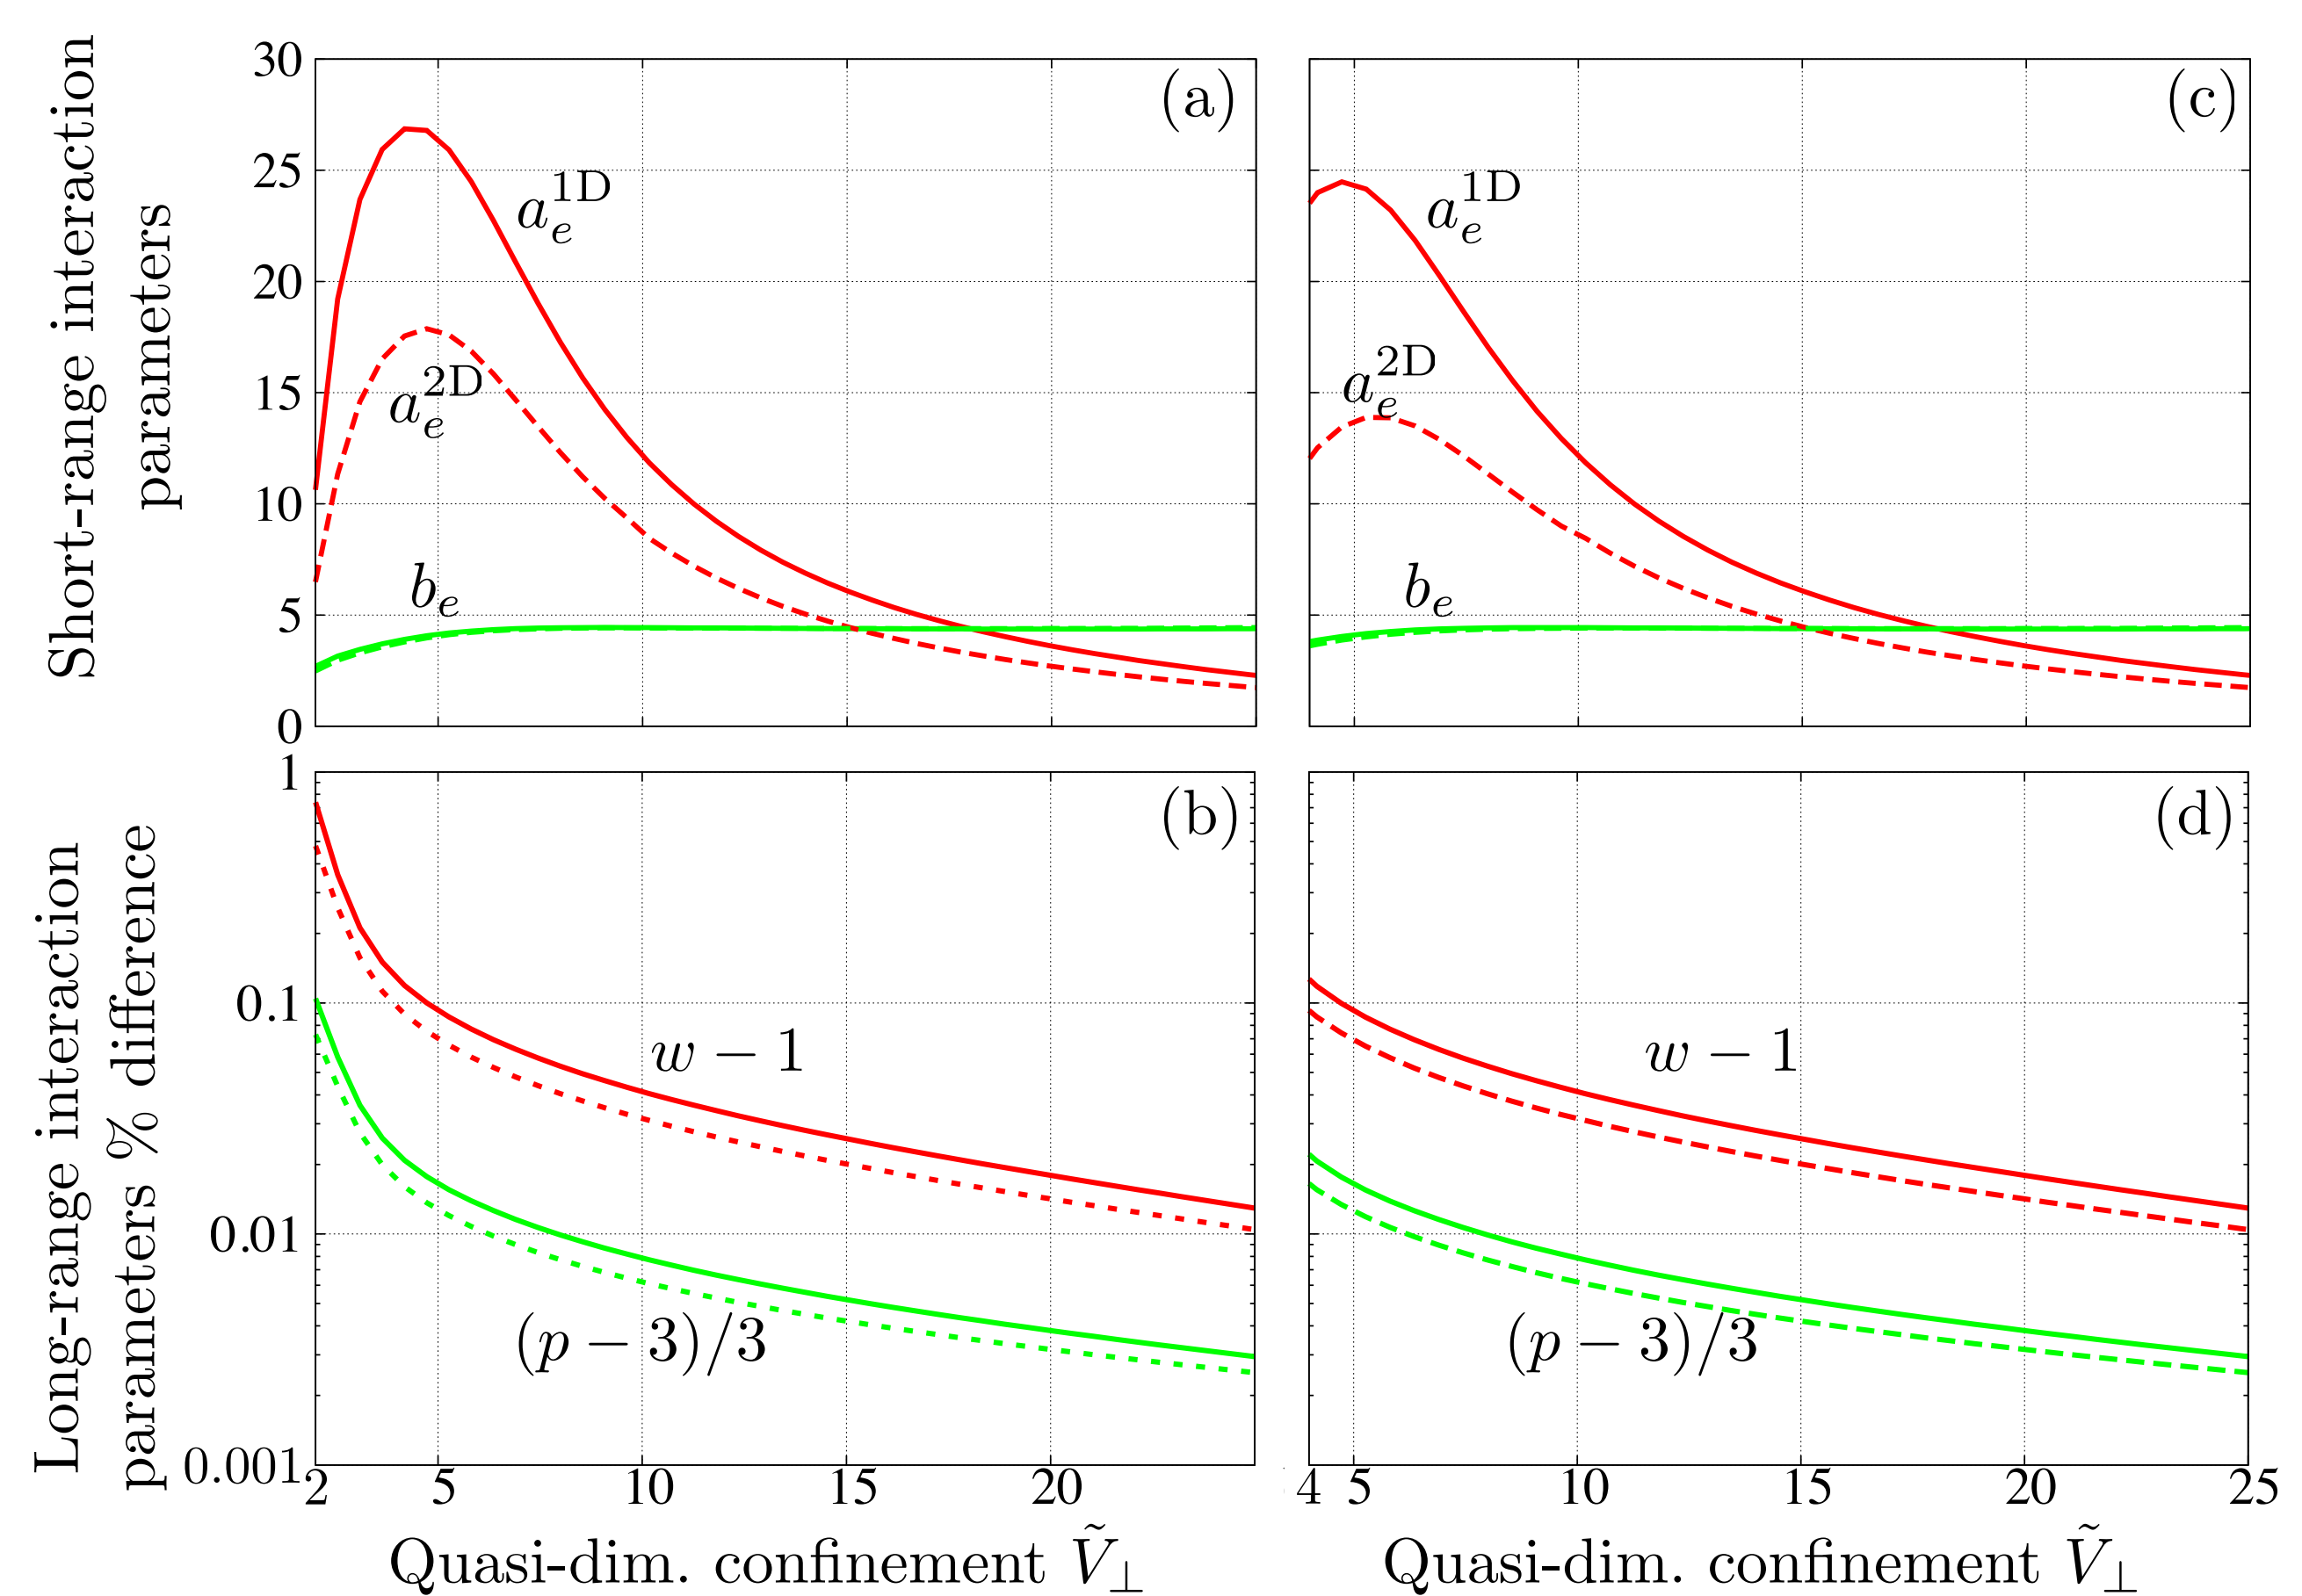 Short-range interaction
parameters
30
25
20
15
10
5
0
(a)
a_e^{1D}
a_e^{2D}
b_e
(c)
a_e^{1D}
a_e^{2D}
b_e
Long-range interaction
parameters % difference
1
0.1
0.01
0.001
(b)
w − 1
(p − 3)/3
2 5 10 15 20
Quasi-dim. confinement Ṽ⊥
(d)
w − 1
(p − 3)/3
4 5 10 15 20 25
Quasi-dim. confinement Ṽ⊥